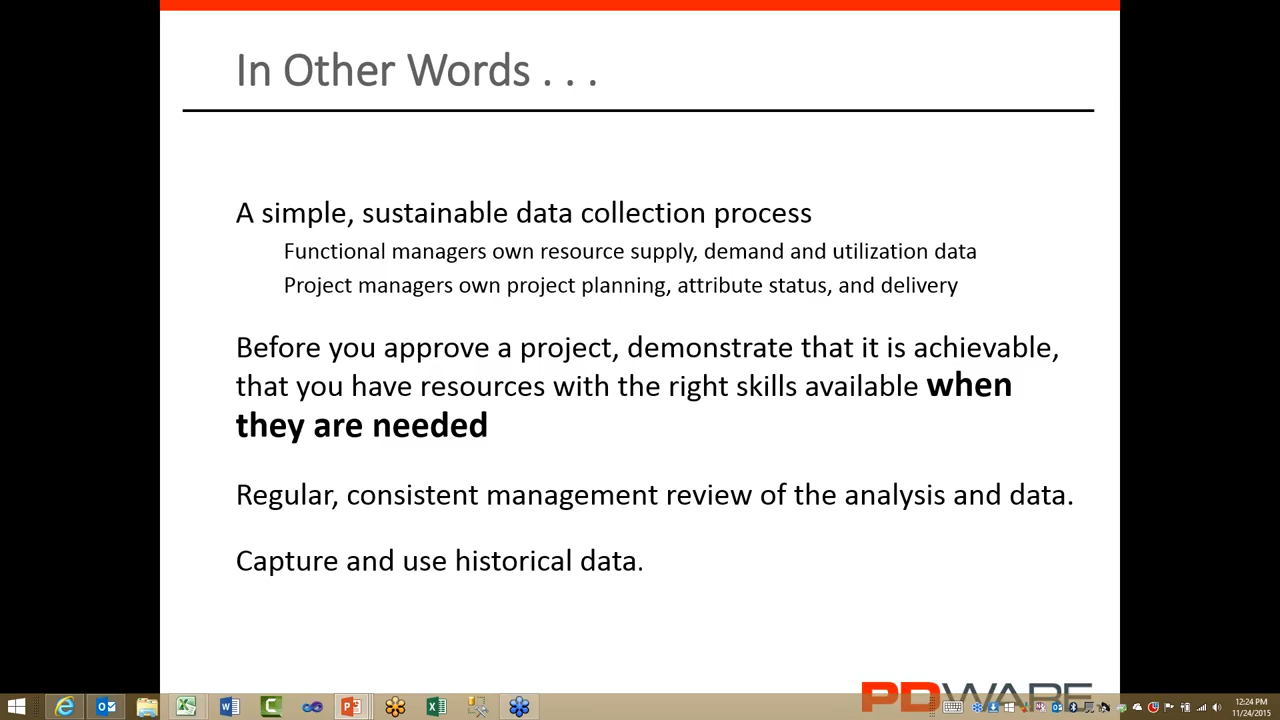 In Other Words . . .
A simple, sustainable data collection process
Functional managers own resource supply, demand and utilization data
Project managers own project planning, attribute status, and delivery
Before you approve a project, demonstrate that it is achievable,
that you have resources with the right skills available when
they are needed
Regular, consistent management review of the analysis and data.
Capture and use historical data.
PDWARE
12:24 PM
11/24/2015